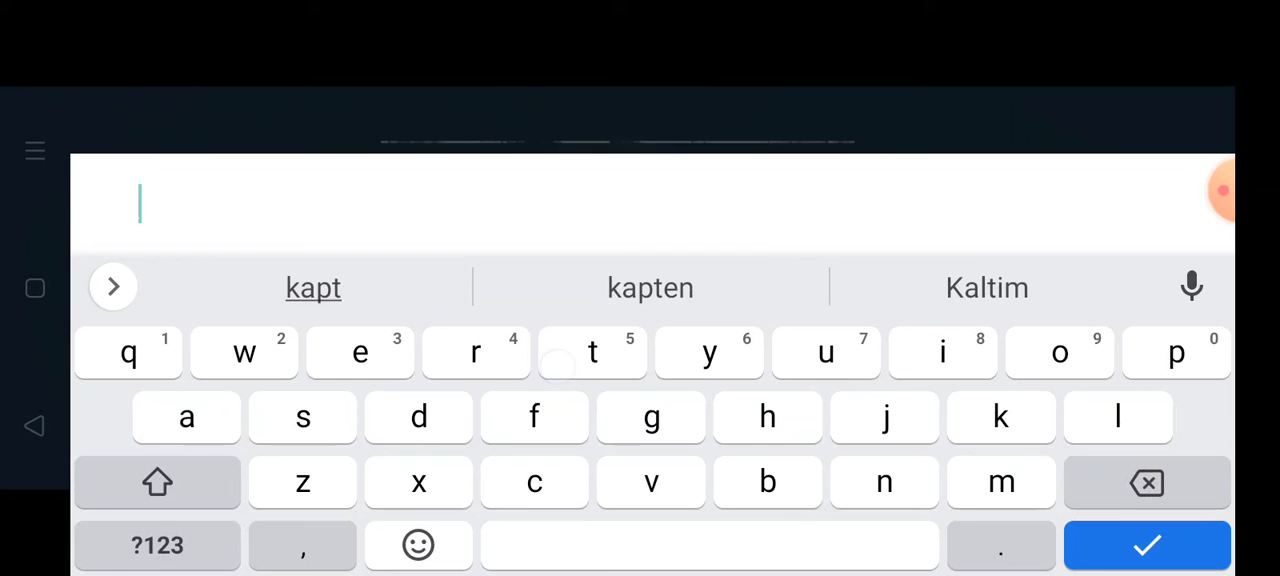 kapt kapten Kaltim
q 1 w 2 e 3 r 4 t 5 y 6 u 7 i 8 o 9 p 0
a s d f g h j k l
z x c v b n m
?123 , .